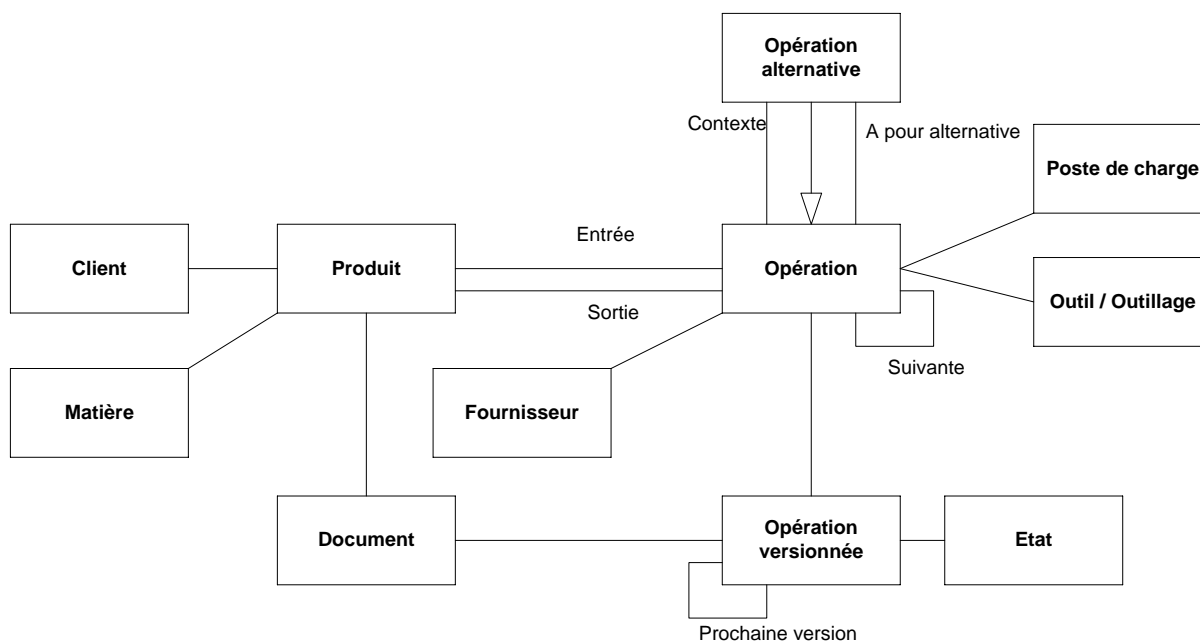 Opération
alternative
Contexte
A pour alternative
Poste de charge
Entrée
Client
Produit
Opération
Outil / Outillage
Sortie
Suivante
Matière
Fournisseur
Document
Opération
versionnée
Etat
Prochaine version